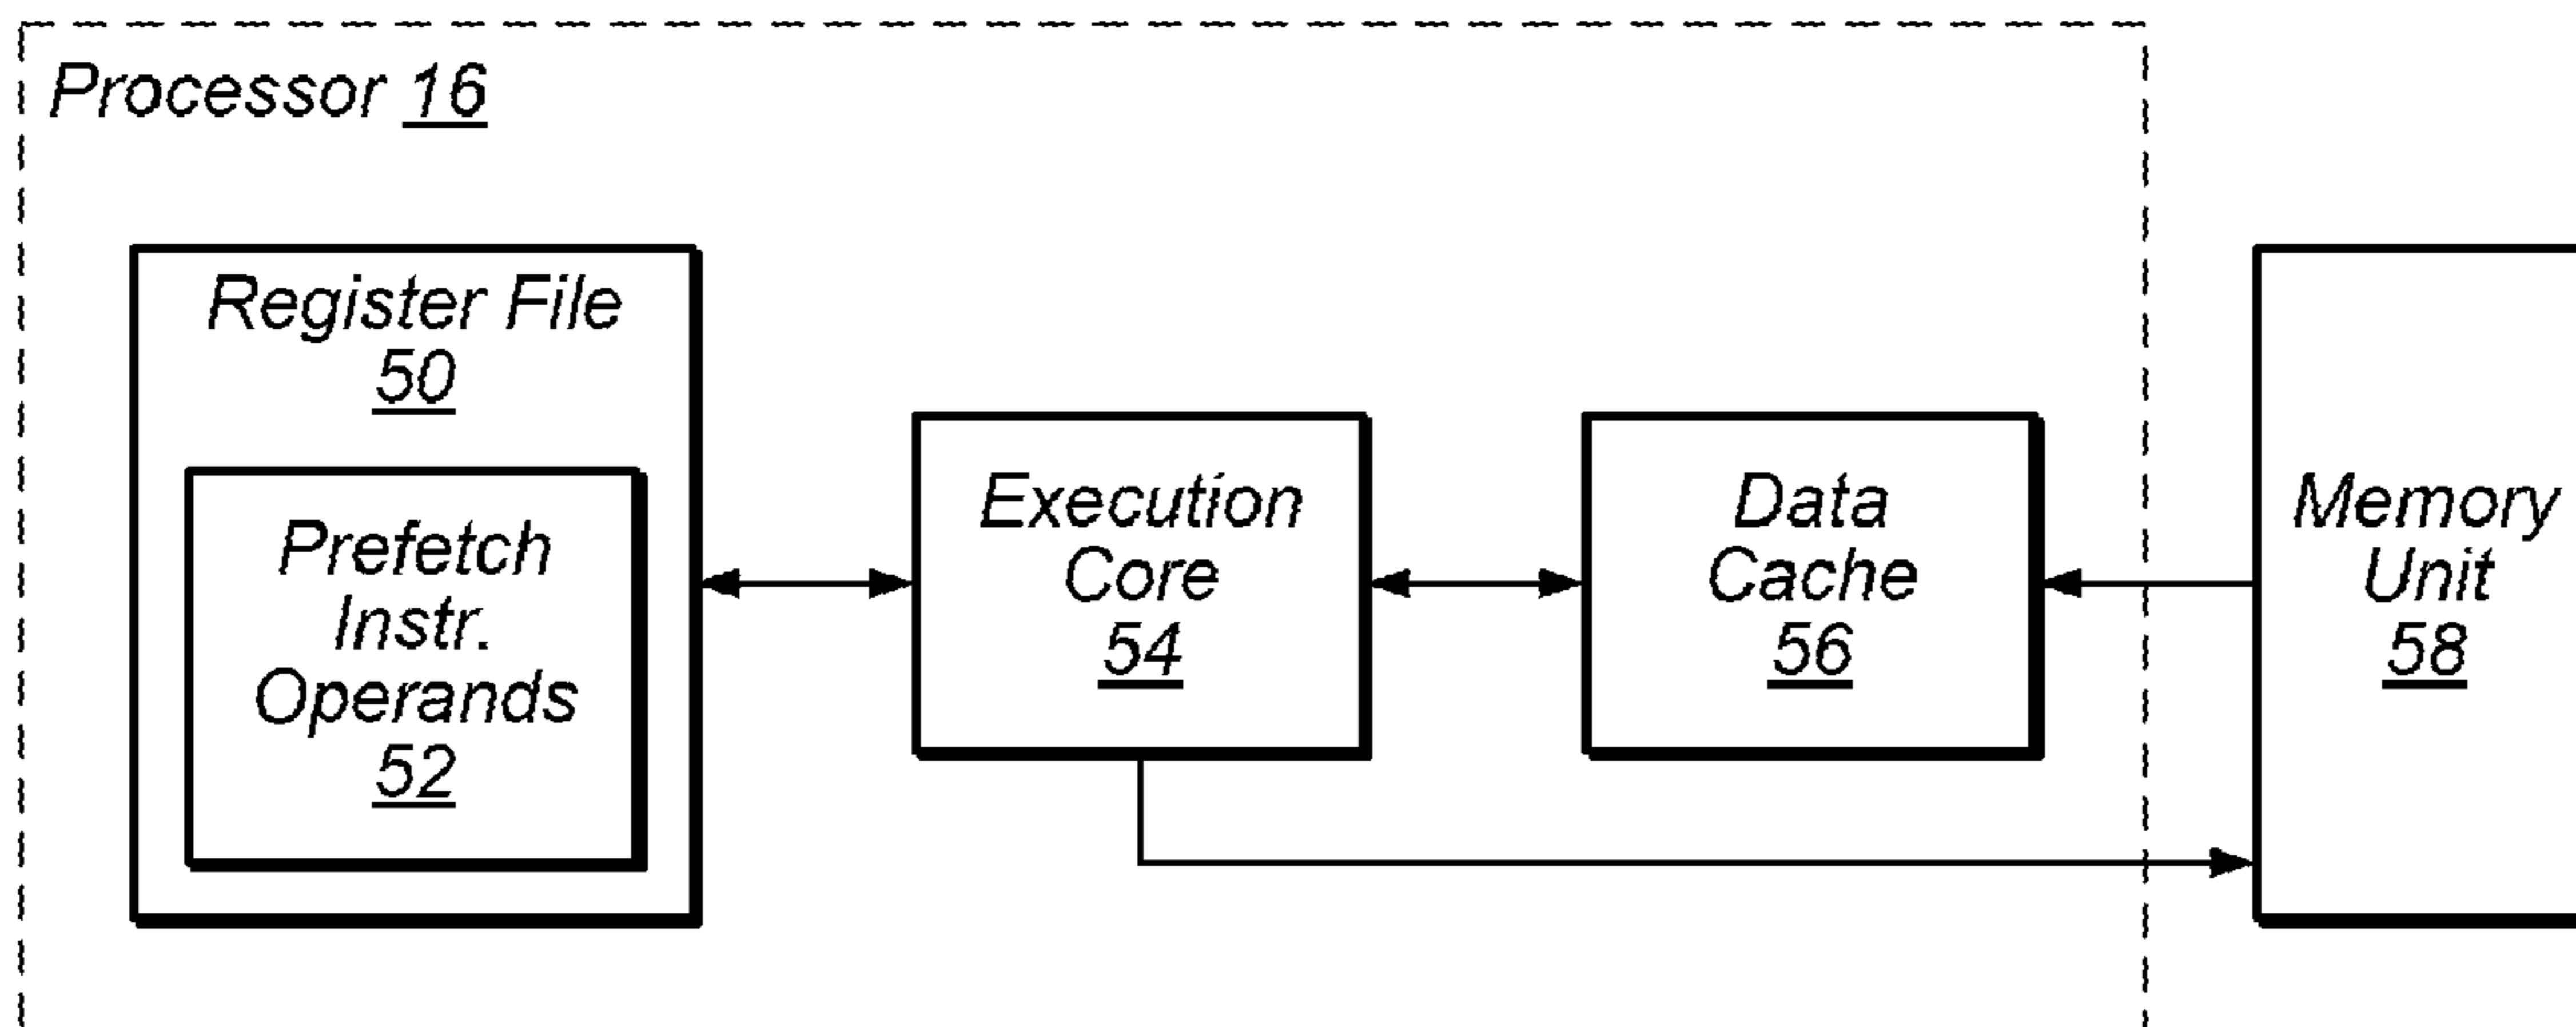 Processor 16
Register File
50
Prefetch
Instr.
Operands
52
Execution
Core
54
Data
Cache
56
Memory
Unit
58